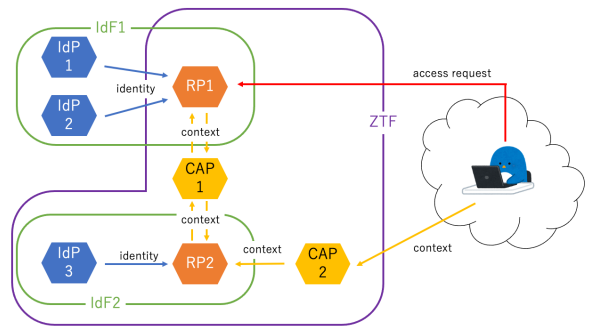 IdF1
IdP
1
identity
IdP
2
RP1
access request
ZTF
context
CAP
1
context
IdP
3
identity
RP2
context
CAP
2
context
IdF2